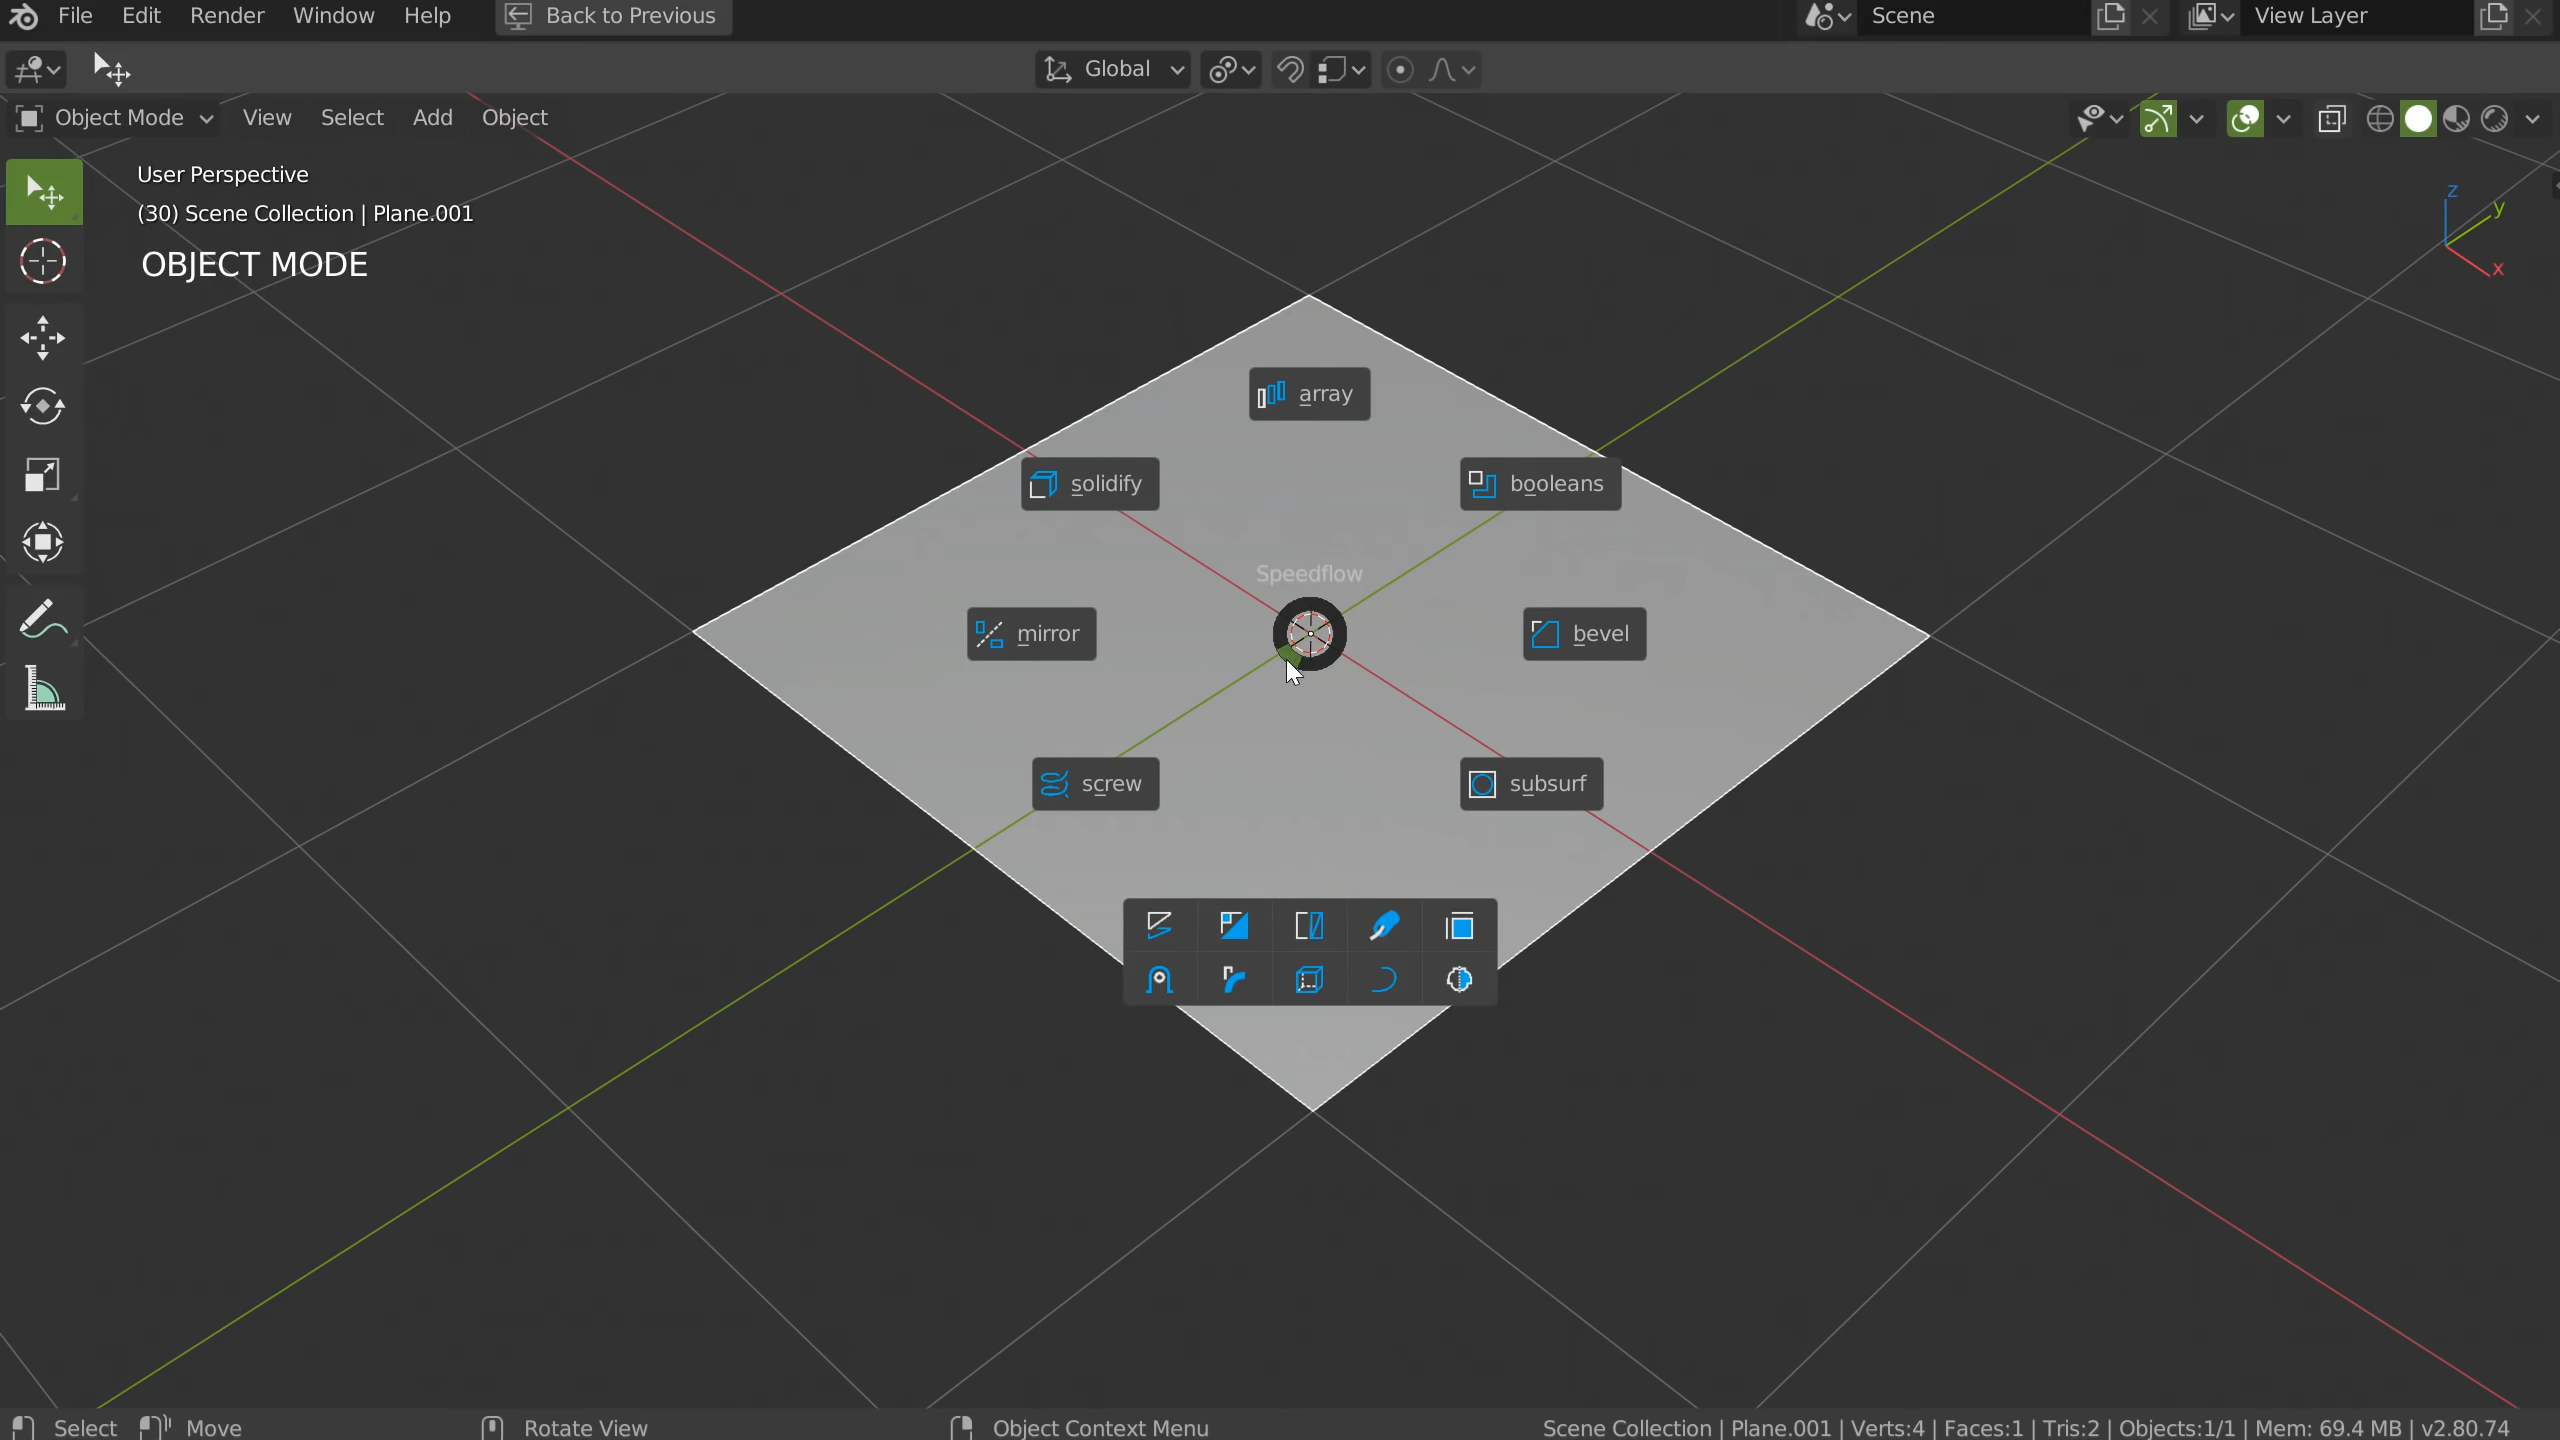 File Edit Render Window Help Back to Previous Scene View Layer
Global
Object Mode View Select Add Object
User Perspective
(30) Scene Collection | Plane.001
OBJECT MODE
z
y
x
array
solidify
booleans
Speedflow
mirror
bevel
screw
subsurf
Select Move Rotate View Object Context Menu Scene Collection | Plane.001 | Verts:4 | Faces:1 | Tris:2 | Objects:1/1 | Mem: 69.4 MB | v2.80.74